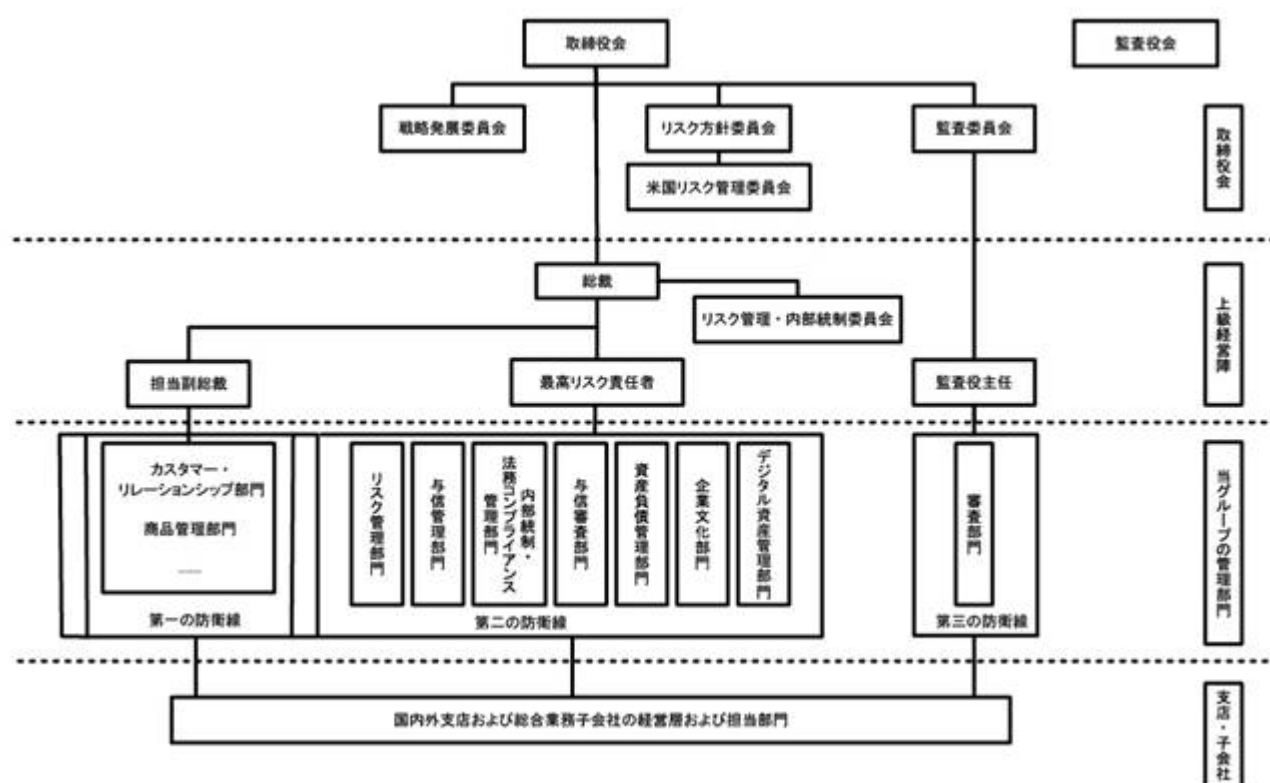 取締役会
監査役会
戦略発展委員会
リスク方針委員会
監査委員会
米国リスク管理委員会
取締役会
総裁
リスク管理・内部統制委員会
上級経営陣
担当副総裁
最高リスク責任者
監査役主任
カスタマー・
リレーションシップ部門
商品管理部門
……
第一の防衛線
リスク管理部門
与信管理部門
内部統制・
法務コンプライアンス
管理部門
与信審査部門
資産負債管理部門
企業文化部門
デジタル資産管理部門
第二の防衛線
審査部門
第三の防衛線
当グループの管理部門
国内外支店および総合業務子会社の経営層および担当部門
支店・子会社